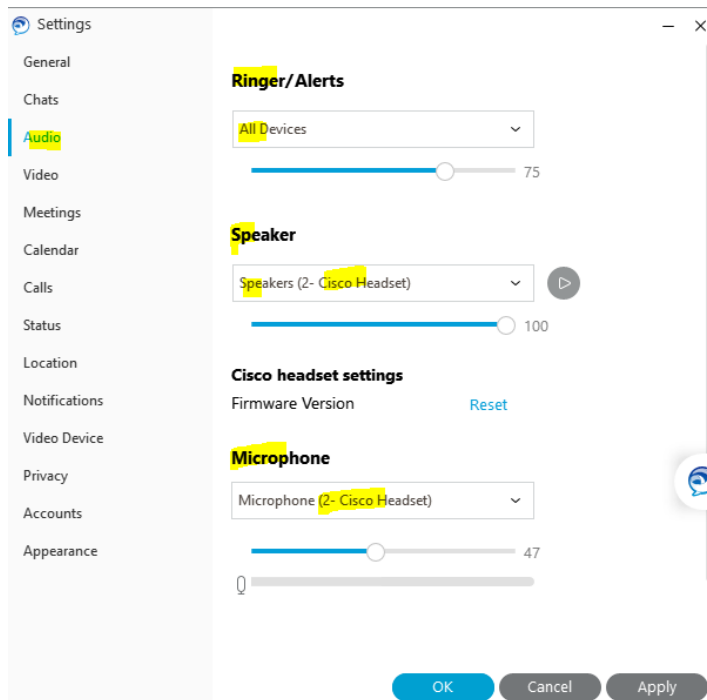 Settings
General
Chats
Audio
Video
Meetings
Calendar
Calls
Status
Location
Notifications
Video Device
Privacy
Accounts
Appearance
Ringer/Alerts
All Devices
75
Speaker
Speakers (2- Cisco Headset)
100
Cisco headset settings
Firmware Version Reset
Microphone
Microphone (2- Cisco Headset)
47
OK Cancel Apply